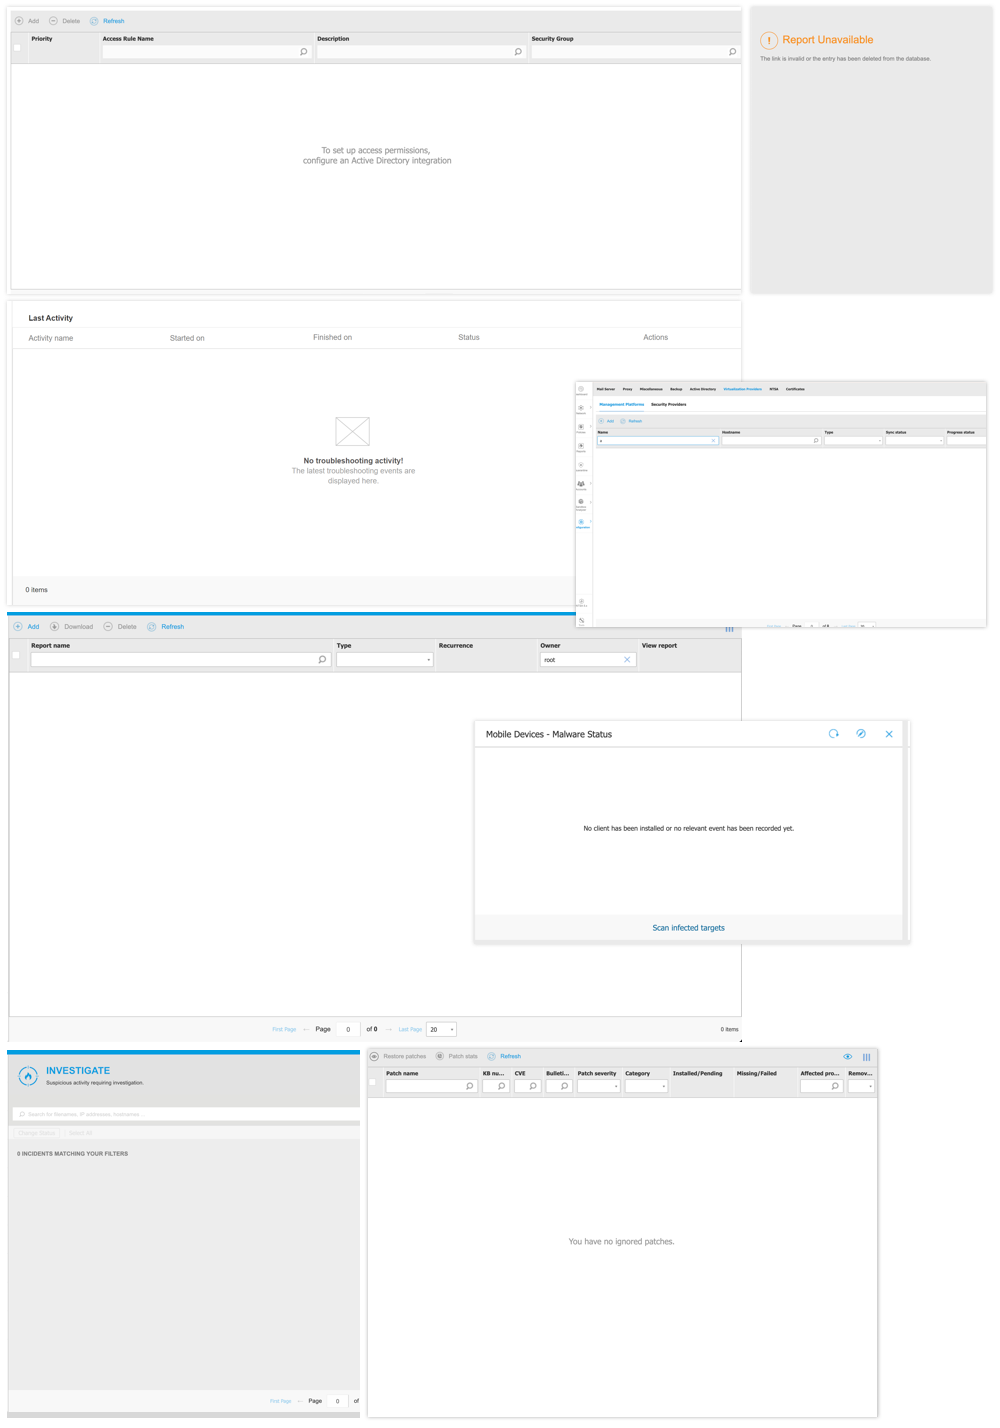 Add Delete Refresh
Priority Access Rule Name Description Security Group
To set up access permissions,
configure an Active Directory integration
Report Unavailable
The link is invalid or the entry has been deleted from the database.
Last Activity
Activity name Started on Finished on Status Actions
No troubleshooting activity!
The latest troubleshooting events are
displayed here.
0 items
Mail Server Proxy Miscellaneous Backup Active Directory Virtualization Providers NTSA Certificates
Management Platforms Security Providers
Add Refresh
Name Hostname Type Sync status Progress status
Page of 0
Add Download Delete Refresh
Report name Type Recurrence Owner View report
root
Mobile Devices - Malware Status
No client has been installed or no relevant event has been recorded yet.
Scan infected targets
First Page ← Page 0 of 0 → Last Page 20 0 items
INVESTIGATE
Suspicious activity requiring investigation.
Search for filenames, IP addresses, hostnames...
Change Status Select All
0 INCIDENTS MATCHING YOUR FILTERS
First Page ← Page 0 of
Restore patches Patch stats Refresh
Patch name KB nu... CVE Bulleti... Patch severity Category Installed/Pending Missing/Failed Affected pro... Remov...
You have no ignored patches.